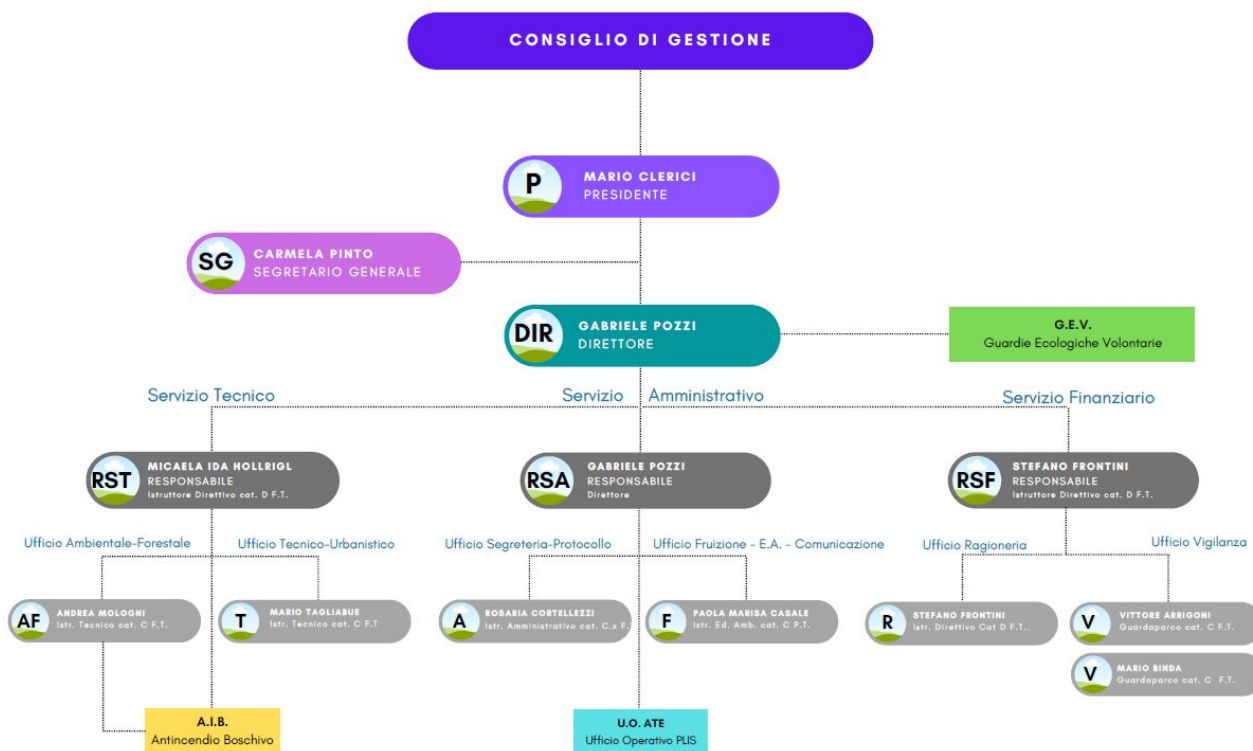 CONSIGLIO DI GESTIONE
P
MARIO CLERICI
PRESIDENTE
SG
CARMELA PINTO
SEGRETARIO GENERALE
DIR
GABRIELE POZZI
DIRETTORE
G.E.V.
Guardie Ecologiche Volontarie
Servizio Tecnico
Servizio Amministrativo
Servizio Finanziario
RST
MICAELA IDA HOLLRIGL
RESPONSABILE
Istruttore Direttivo cat. D F.T.
RSA
GABRIELE POZZI
RESPONSABILE
Direttore
RSF
STEFANO FRONTINI
RESPONSABILE
Istruttore Direttivo cat. D F.T.
Ufficio Ambientale-Forestale
Ufficio Tecnico-Urbanistico
Ufficio Segreteria-Protocollo
Ufficio Fruizione - E.A. - Comunicazione
Ufficio Ragioneria
Ufficio Vigilanza
AF
ANDREA MOLOGNI
Istr. Tecnico cat. C F.T.
T
MARIO TAGLIABUE
Istr. Tecnico cat. C F.T
A
ROSARIA CORTELLEZZI
Istr. Amministrativo cat. C.x F.T
F
PAOLA MARISA CASALE
Istr. Ed. Amb. cat. C P.T.
R
STEFANO FRONTINI
Istr. Direttivo Cat D F.T..
V
VITTORE ARRIGONI
Guardaparco cat. C F.T.
V
MARIO BINDA
Guardaparco cat. C F.T.
A.I.B.
Antincendio Boschivo
U.O. ATE
Ufficio Operativo PLIS